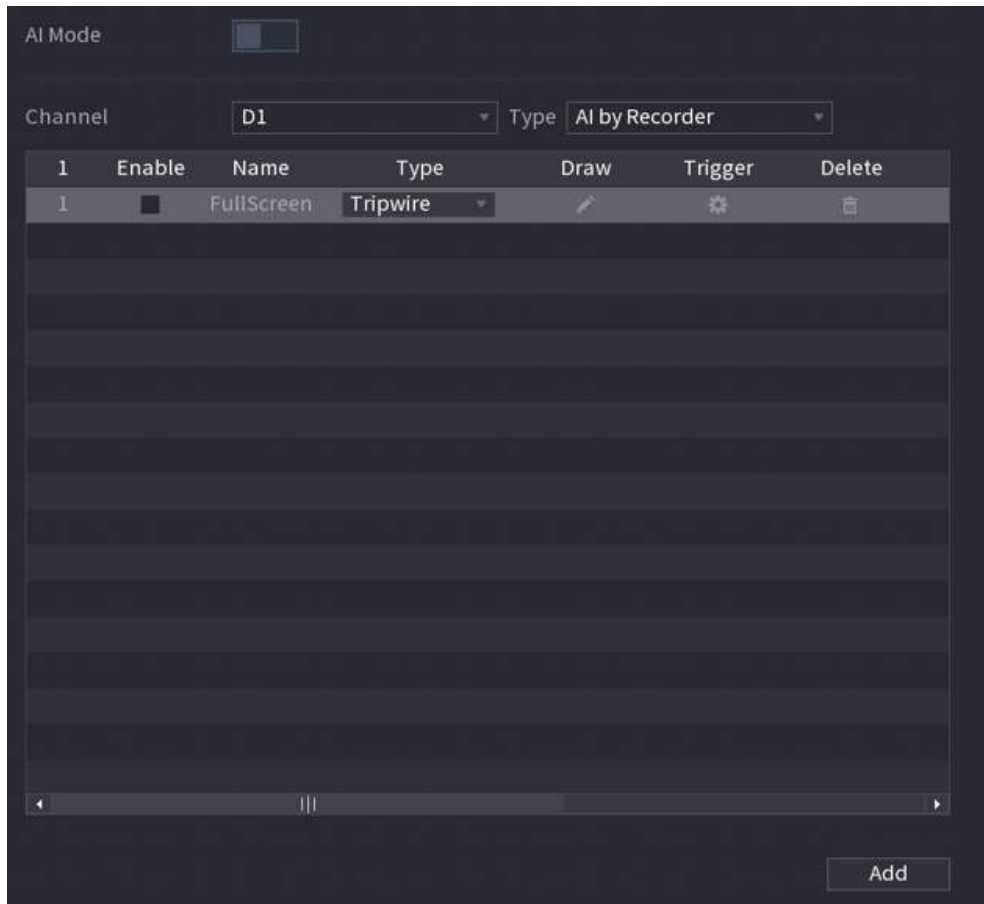 AI Mode
Channel D1 Type AI by Recorder
1 Enable Name Type Draw Trigger Delete
1 FullScreen Tripwire
Add